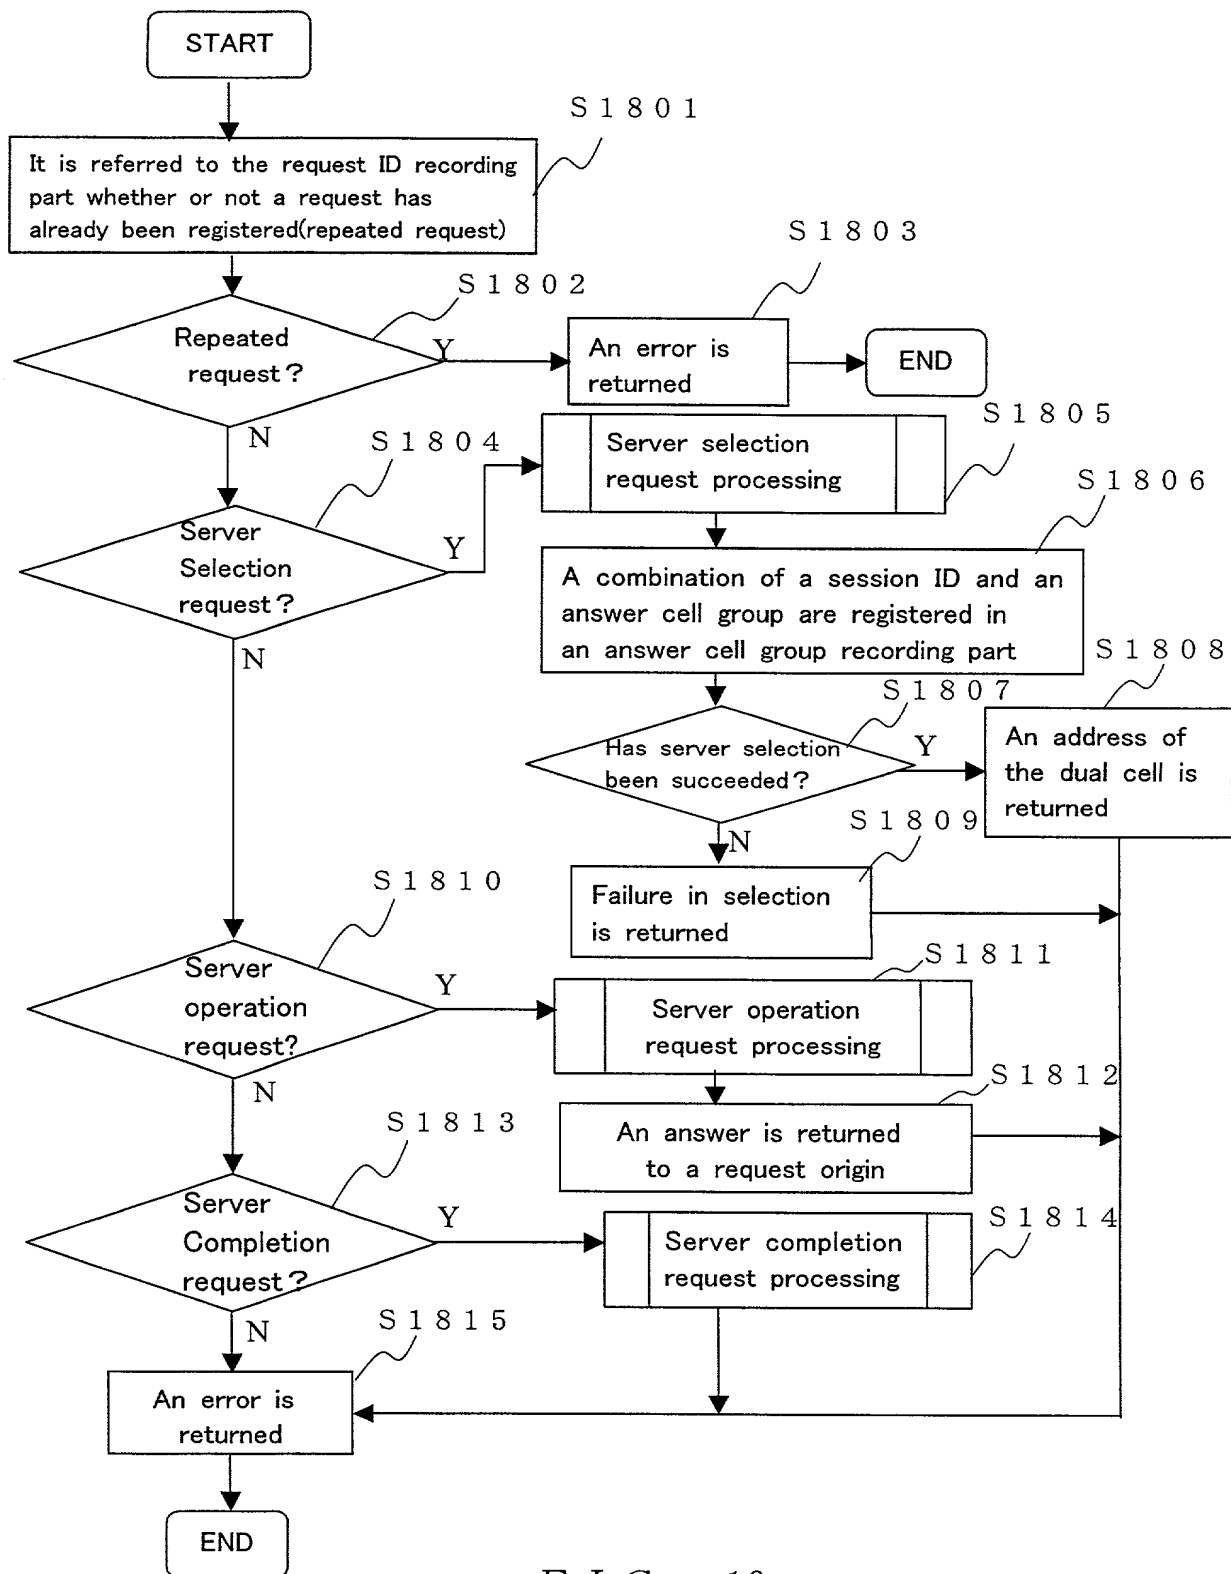 START
S1801
It is referred to the request ID recording
part whether or not a request has
already been registered(repeated request)
S1802
S1803
Repeated
request?
Y
An error is
returned
END
N
S1804
Server selection
request processing
S1805
S1806
Server
Selection
request?
Y
A combination of a session ID and an
answer cell group are registered in
an answer cell group recording part
N
S1807
S1808
Has server selection
been succeeded?
Y
An address of
the dual cell is
returned
N
S1809
Failure in selection
is returned
S1810
Server
operation
request?
Y
S1811
Server operation
request processing
N
S1812
An answer is returned
to a request origin
S1813
Server
Completion
request?
Y
Server completion
request processing
S1814
N
S1815
An error is
returned
END